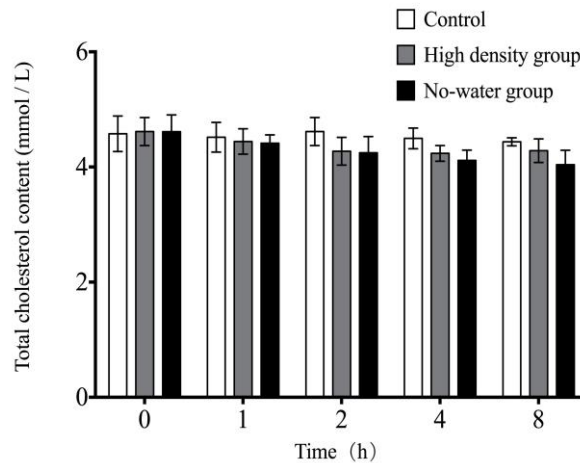 Control
High density group
No-water group
Total cholesterol content (mmol / L)
6
4
2
0
0 1 2 4 8
Time（h）